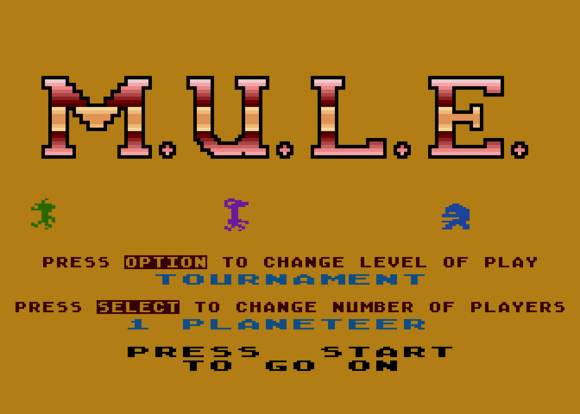 M.U.L.E.
PRESS OPTION TO CHANGE LEVEL OF PLAY
TOURNAMENT
PRESS SELECT TO CHANGE NUMBER OF PLAYERS
1 PLANETEER
PRESS START
TO GO ON